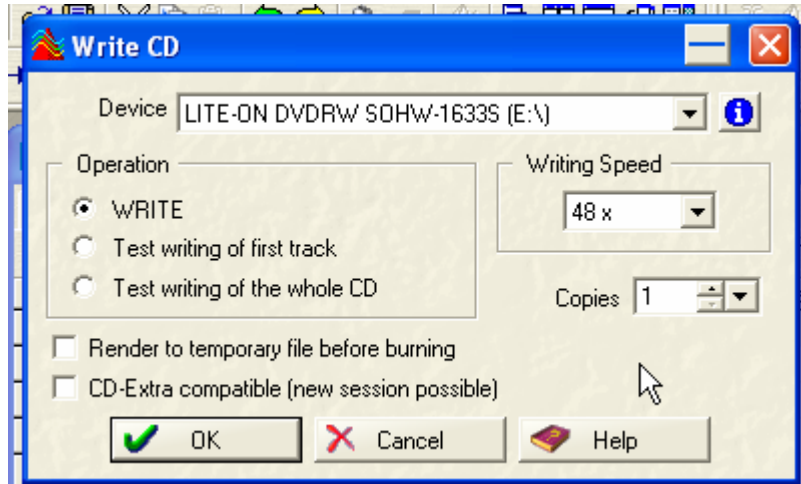 Write CD
Device LITE-ON DVDRW SOHW-1633S (E:\)
Operation
Writing Speed
WRITE
48 x
Test writing of first track
Test writing of the whole CD
Copies 1
Render to temporary file before burning
CD-Extra compatible (new session possible)
OK Cancel Help